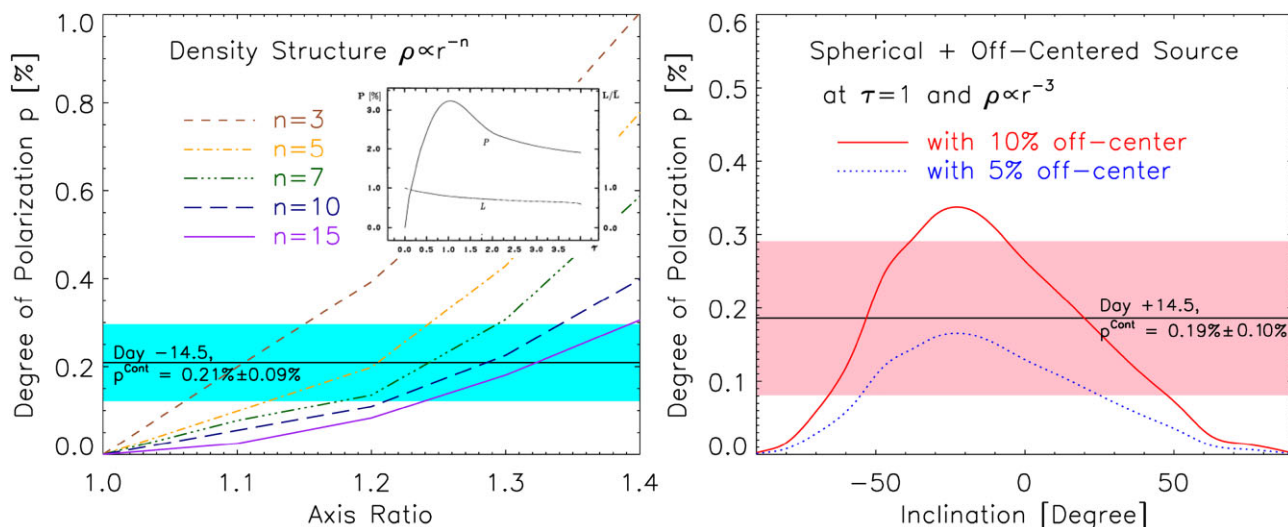 Degree of Polarization p [%]
1.0
0.8
0.6
0.4
0.2
0.0
Density Structure ρ∝r⁻ⁿ
n=3
n=5
n=7
n=10
n=15
P [%]
L/L̄
3.0
2.0
1.0
0.0
P
L
1.0
0.0
0.0 0.5 1.0 1.5 2.0 2.5 3.0 3.5 4.0
τ
Day −14.5,
p^Cont = 0.21%±0.09%
1.0 1.1 1.2 1.3 1.4
Axis Ratio
Degree of Polarization p [%]
0.6
0.5
0.4
0.3
0.2
0.1
0.0
Spherical + Off-Centered Source
at τ=1 and ρ∝r⁻³
with 10% off-center
with 5% off-center
Day +14.5,
p^Cont = 0.19%±0.10%
−50 0 50
Inclination [Degree]